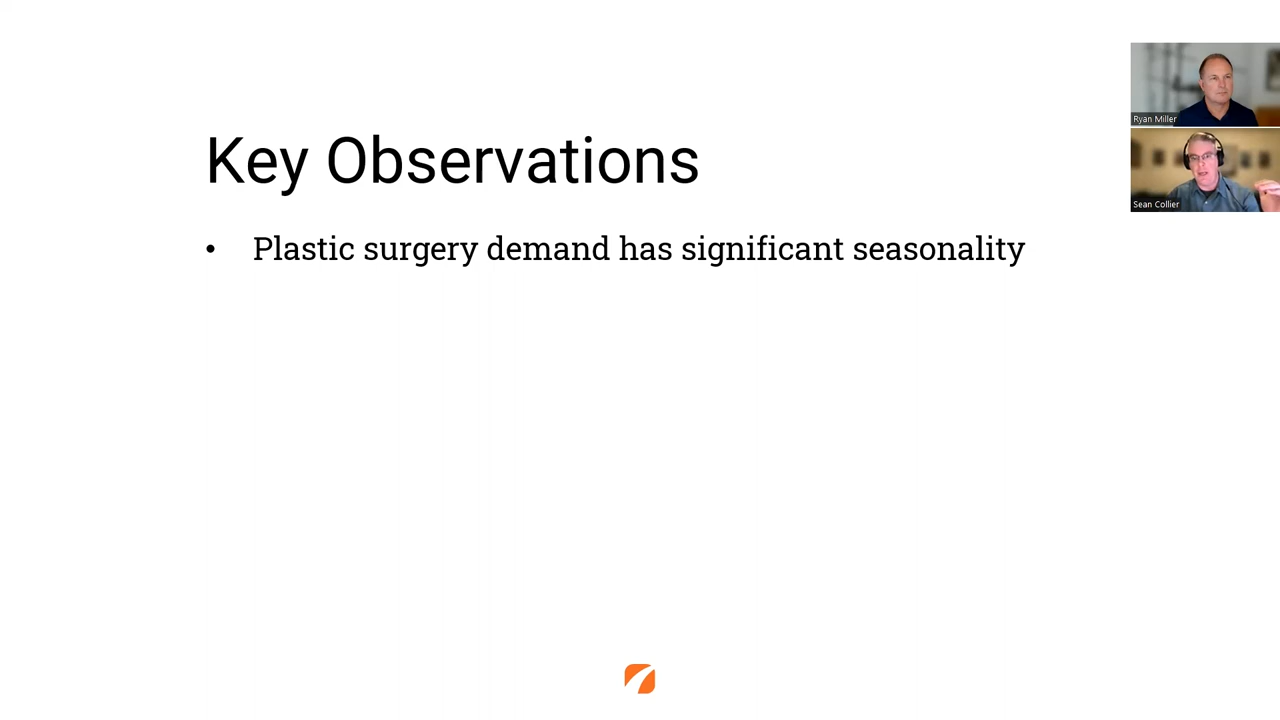 Key Observations
• Plastic surgery demand has significant seasonality
Ryan Miller
Sean Collier